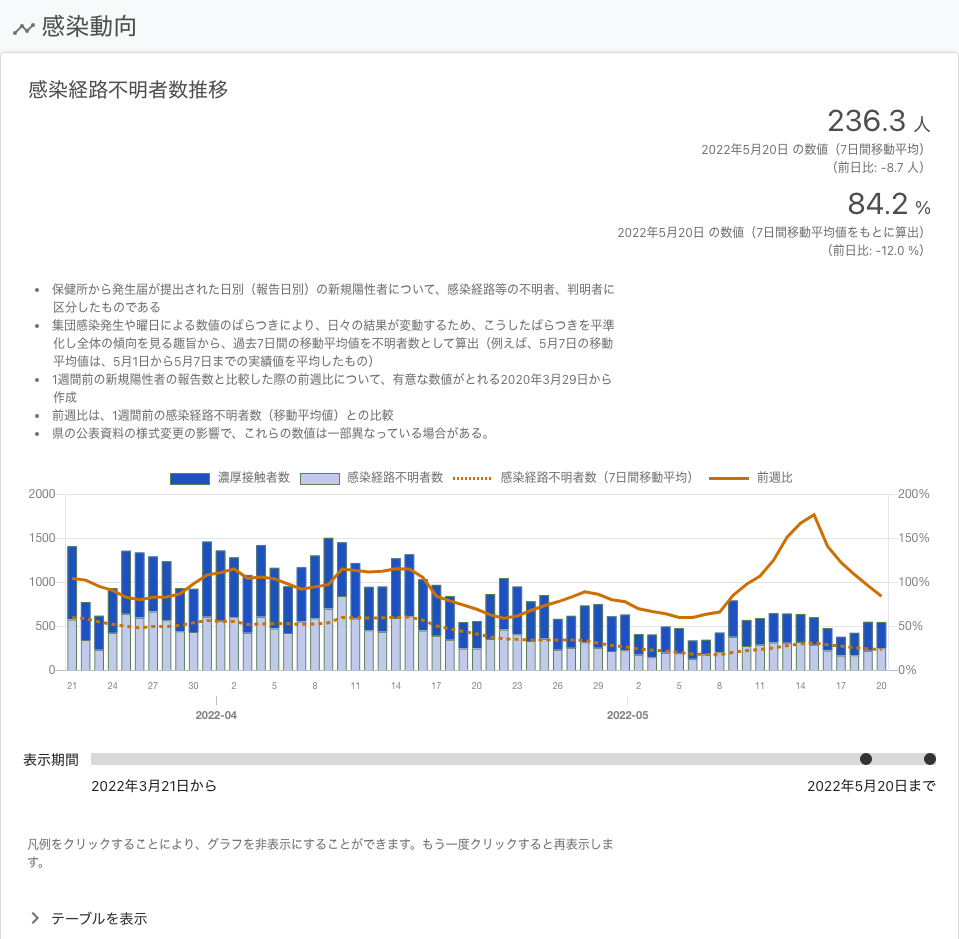 感染動向
感染経路不明者数推移
236.3 人
2022年5月20日 の数値（7日間移動平均）
（前日比: -8.7 人）
84.2 %
2022年5月20日 の数値（7日間移動平均値をもとに算出）
（前日比: -12.0 %）
• 保健所から発生届が提出された日別（報告日別）の新規陽性者について、感染経路等の不明者、判明者に
区分したものである
• 集団感染発生や曜日による数値のばらつきにより、日々の結果が変動するため、こうしたばらつきを平準
化し全体の傾向を見る趣旨から、過去7日間の移動平均値を不明者数として算出（例えば、5月7日の移動
平均値は、5月1日から5月7日までの実績値を平均したもの）
• 1週間前の新規陽性者の報告数と比較した際の前週比について、有意な数値がとれる2020年3月29日から
作成
• 前週比は、1週間前の感染経路不明者数（移動平均値）との比較
• 県の公表資料の様式変更の影響で、これらの数値は一部異なっている場合がある。
濃厚接触者数 感染経路不明者数 感染経路不明者数（7日間移動平均） 前週比
2000 200%
1500 150%
1000 100%
500 50%
0 0%
21 24 27 30 2 5 8 11 14 17 20 23 26 29 2 5 8 11 14 17 20
2022-04 2022-05
表示期間
2022年3月21日から 2022年5月20日まで
凡例をクリックすることにより、グラフを非表示にすることができます。もう一度クリックすると再表示しま
す。
テーブルを表示